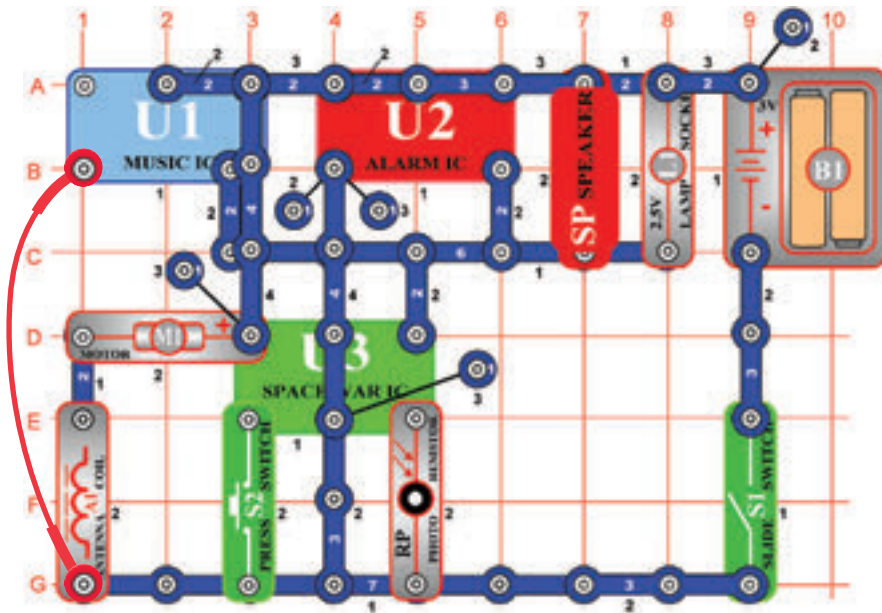 1 2 3 4 5 6 7 8 9 10
A
B
C
D
E
F
G
U1
MUSIC IC
U2
ALARM IC
U3
SPACE WAR IC
SP SPEAKER
L1
2.5V
LAMP SOCKET
3V
+
-
B1
MOTOR
M1
+
ANTENNA COIL
A1
S2
PRESS SWITCH
RP
PHOTO RESISTOR
S1
SLIDE SWITCH